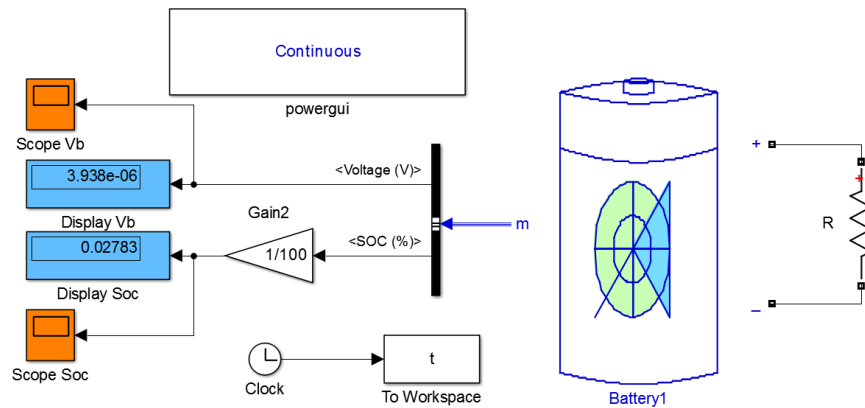 Continuous
powergui
Scope Vb
<Voltage (V)>
3.938e-06
Display Vb
Gain2
m
+
+
R
0.02783
1/100
<SOC (%)>
Display Soc
–
Scope Soc
Clock
t
To Workspace
Battery1